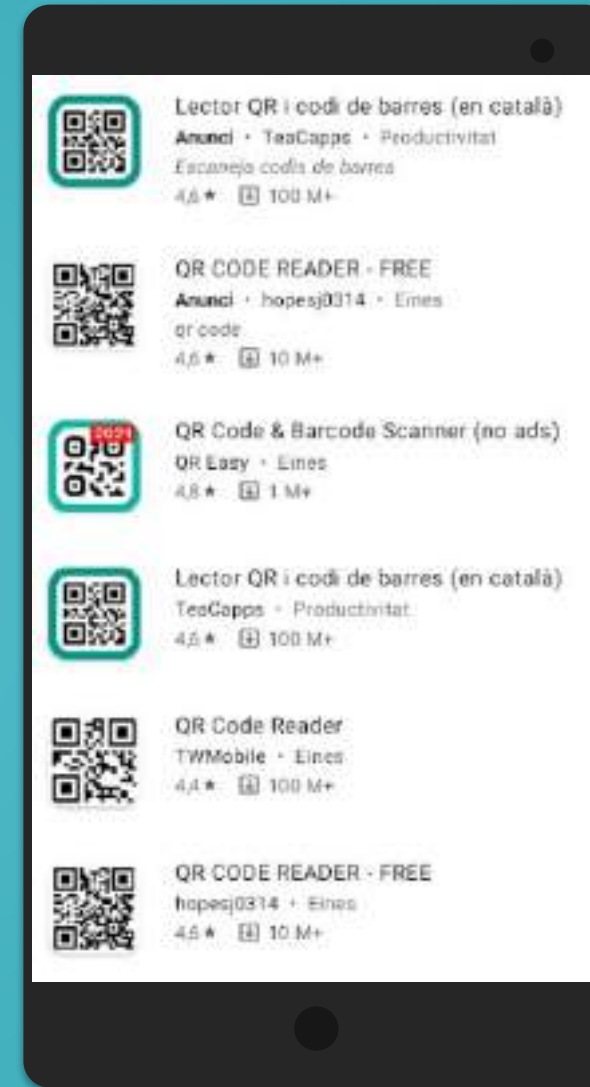 Lector QR i codi de barres (en català)
Anunci • TeaCapps • Productivitat
Escaneja codis de barres
4,6 ★ 100 M+
QR CODE READER - FREE
Anunci • hopesj0314 • Eines
qr code
4,6 ★ 10 M+
2021
QR Code & Barcode Scanner (no ads)
QR Easy • Eines
4,8 ★ 1 M+
Lector QR i codi de barres (en català)
TeaCapps • Productivitat
4,6 ★ 100 M+
QR Code Reader
TWMobile • Eines
4,4 ★ 100 M+
QR CODE READER - FREE
hopesj0314 • Eines
4,6 ★ 10 M+